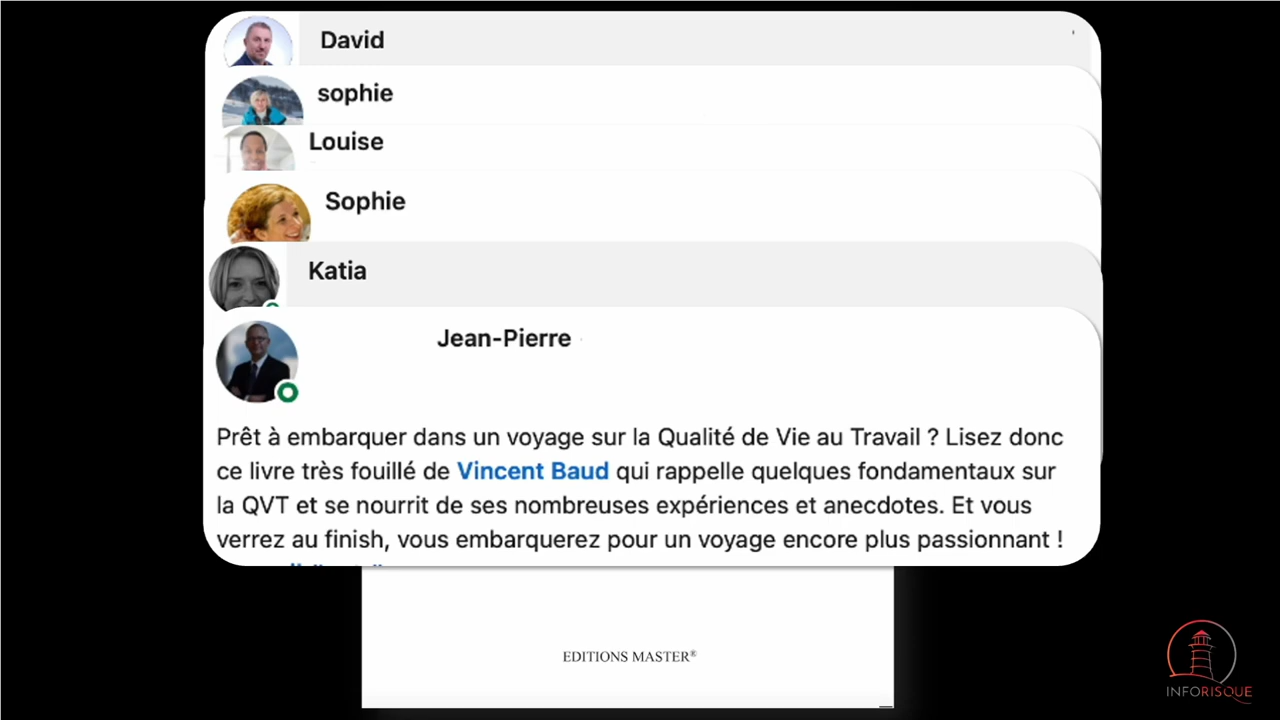 David
sophie
Louise
Sophie
Katia
Jean-Pierre
Prêt à embarquer dans un voyage sur la Qualité de Vie au Travail ? Lisez donc
ce livre très fouillé de Vincent Baud qui rappelle quelques fondamentaux sur
la QVT et se nourrit de ses nombreuses expériences et anecdotes. Et vous
verrez au finish, vous embarquerez pour un voyage encore plus passionnant !
EDITIONS MASTER®
INFORISQUE